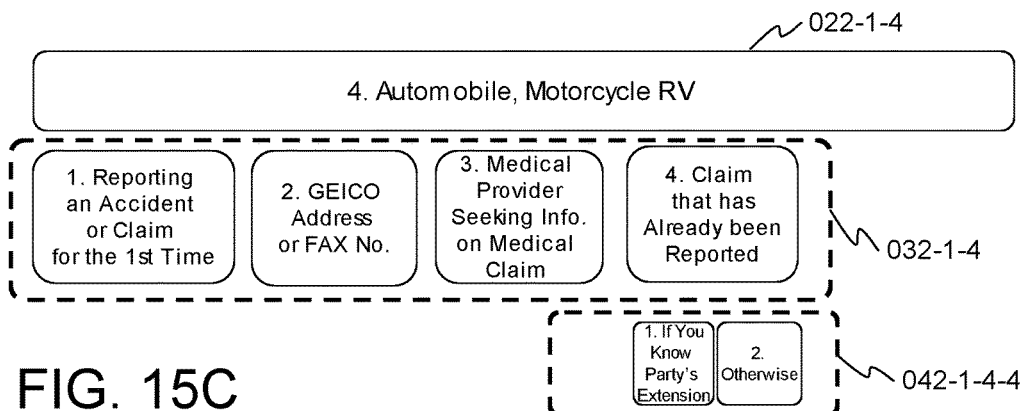 022-1-4
4. Automobile, Motorcycle RV
1. Reporting
an Accident
or Claim
for the 1st Time
2. GEICO
Address
or FAX No.
3. Medical
Provider
Seeking Info.
on Medical
Claim
4. Claim
that has
Already been
Reported
032-1-4
1. If You
Know
Party's
Extension
2.
Otherwise
042-1-4-4
FIG. 15C